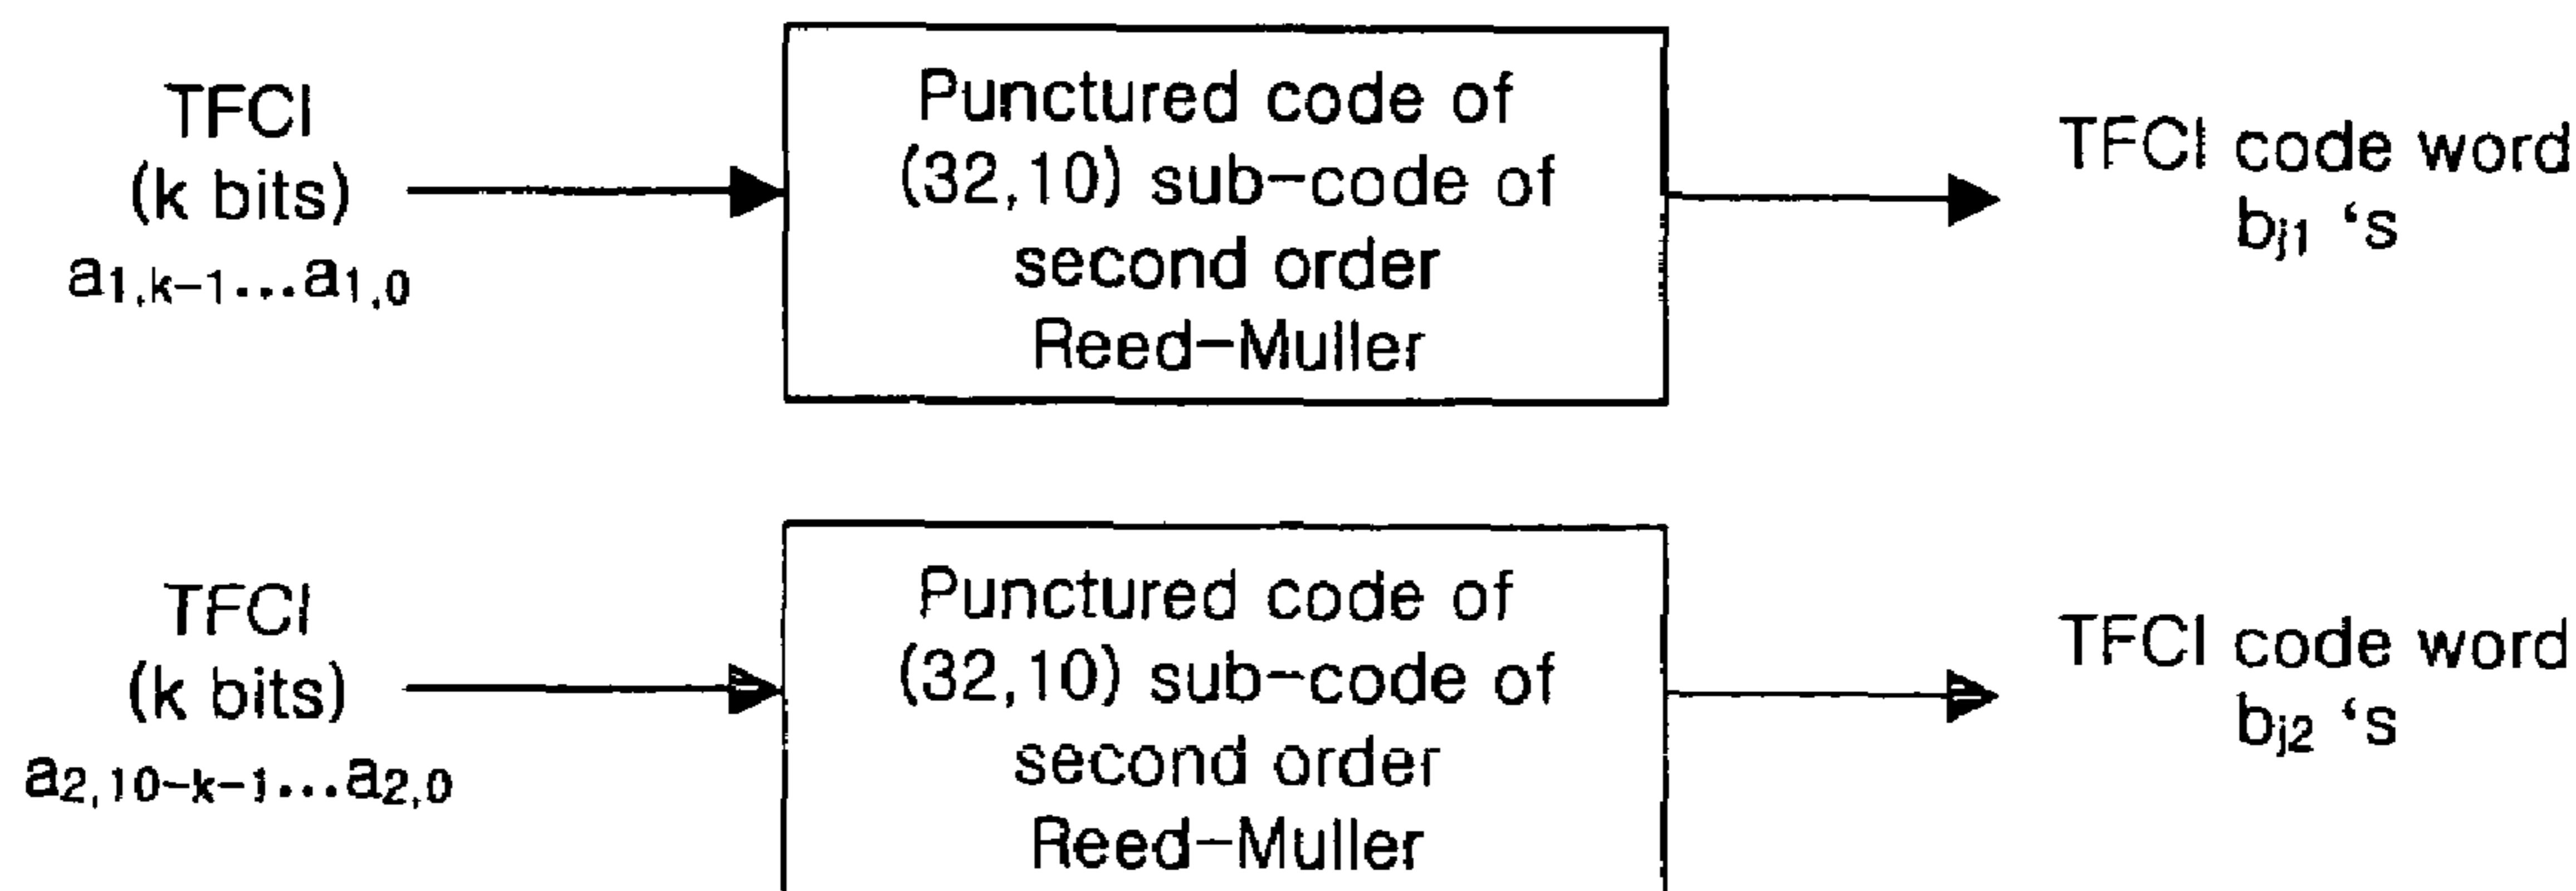 TFCI
(k bits)
a1,k-1...a1,0
Punctured code of
(32,10) sub-code of
second order
Reed-Muller
TFCI code word
bj1 ‘s
TFCI
(k bits)
a2,10-k-1...a2,0
Punctured code of
(32,10) sub-code of
second order
Reed-Muller
TFCI code word
bj2 ‘s